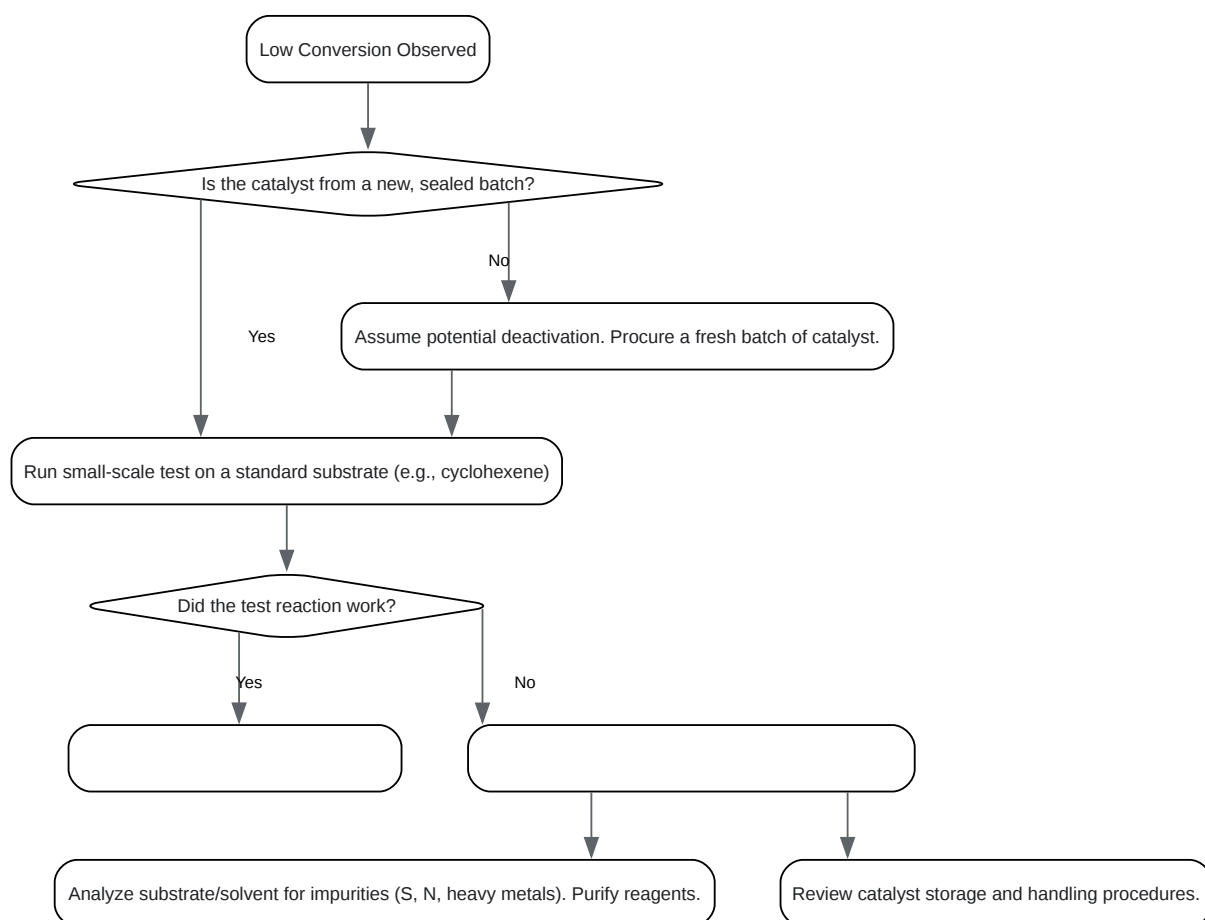 Low Conversion Observed
Is the catalyst from a new, sealed batch?
No
Yes
Assume potential deactivation. Procure a fresh batch of catalyst.
Run small-scale test on a standard substrate (e.g., cyclohexene)
Did the test reaction work?
Yes
No
Analyze substrate/solvent for impurities (S, N, heavy metals). Purify reagents.
Review catalyst storage and handling procedures.